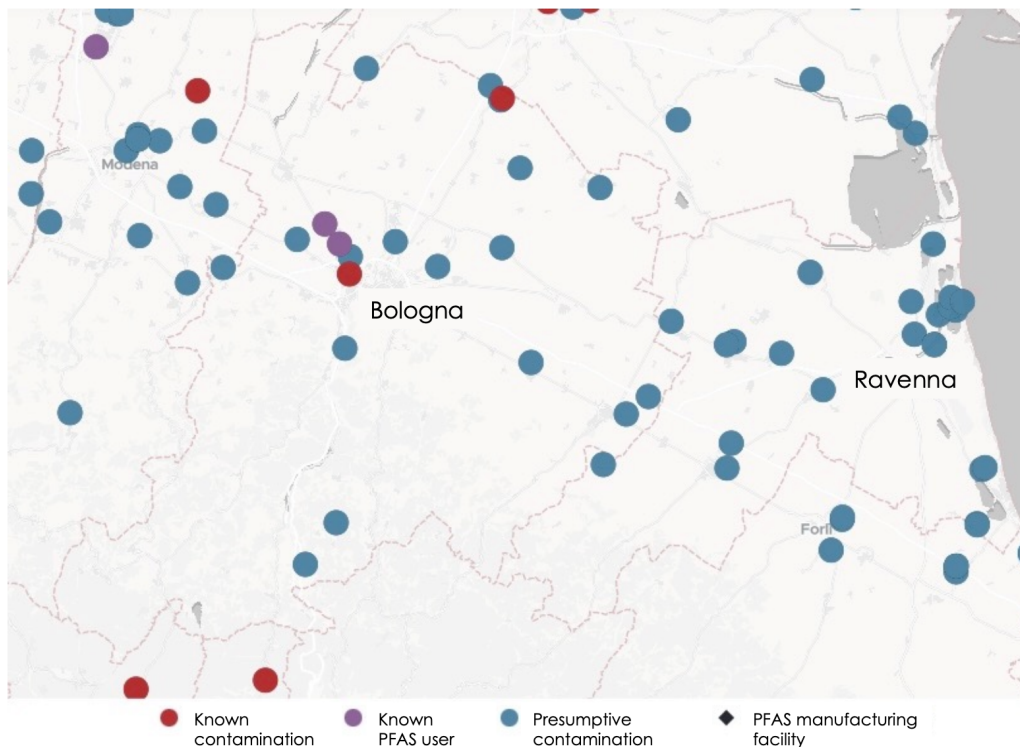 Modena
Bologna
Ravenna
Forlì
Known
contamination
Known
PFAS user
Presumptive
contamination
PFAS manufacturing
facility